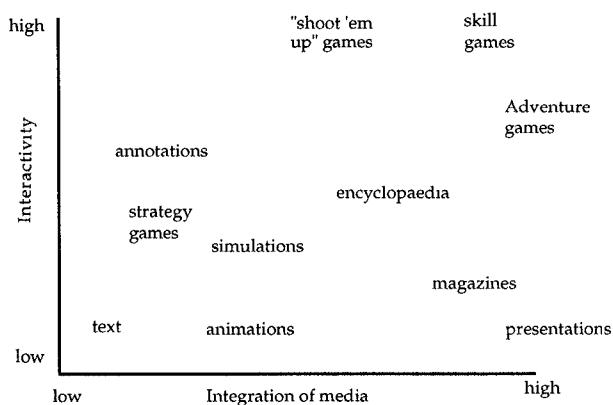 high
"shoot 'em
up" games
skill
games
Adventure
games
Interactivity
annotations
encyclopaedia
strategy
games
simulations
magazines
text
animations
presentations
low
low
Integration of media
high